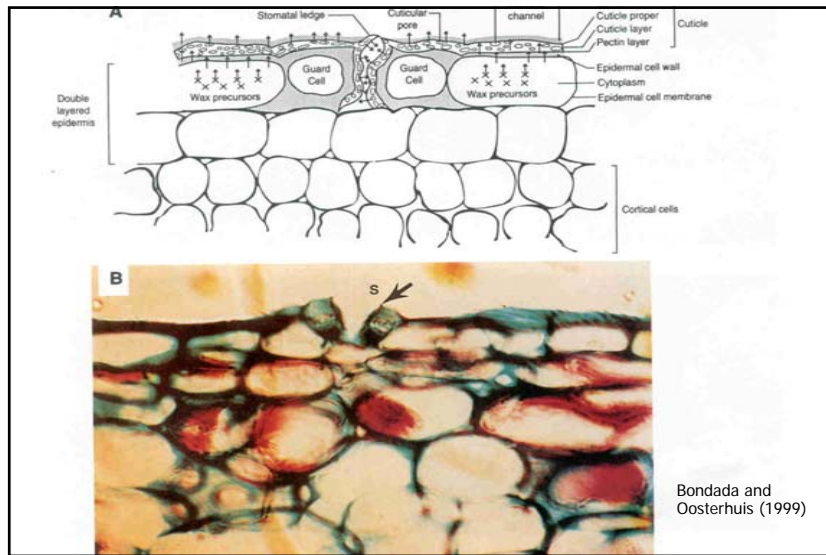 A
Stomatal ledge
Cuticular
pore
channel
Cuticle proper
Cuticle layer
Pectin layer
Cuticle
Guard
Cell
Guard
Cell
Epidermal cell wall
Cytoplasm
Epidermal cell membrane
Wax precursors
Wax precursors
Double
layered
epidermis
Cortical cells
B
S
Bondada and
Oosterhuis (1999)